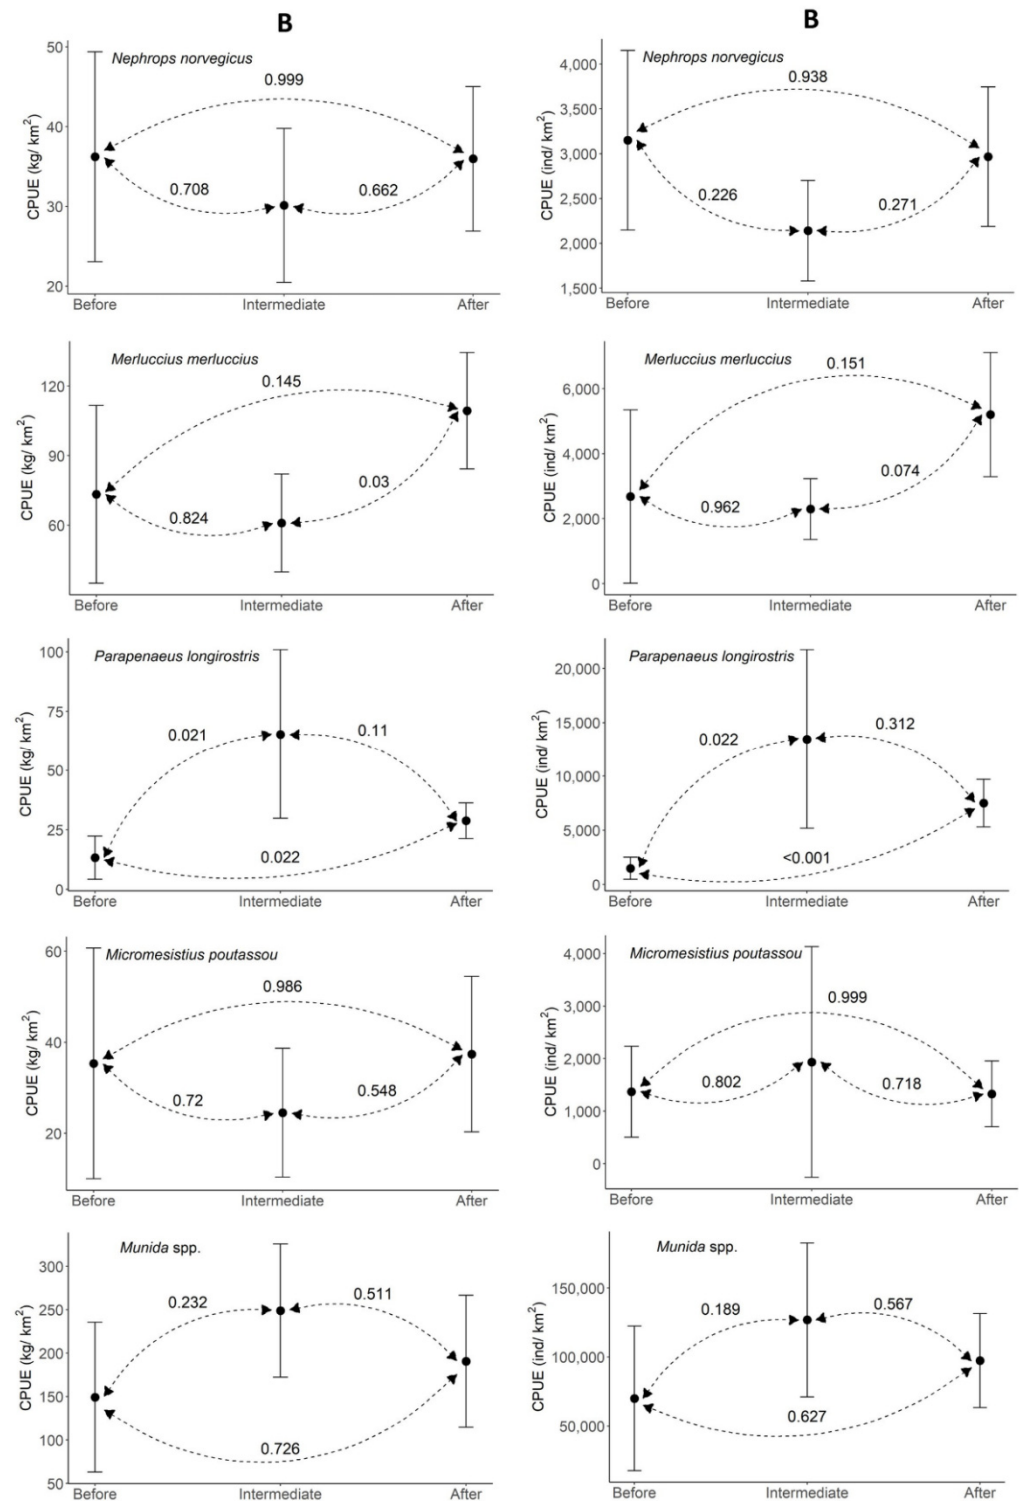 B
B
Nephrops norvegicus
CPUE (kg/ km²)
50
40
30
20
0.999
0.708
0.662
Before
Intermediate
After
Nephrops norvegicus
CPUE (ind/ km²)
4,000
3,500
3,000
2,500
2,000
1,500
0.938
0.226
0.271
Before
Intermediate
After
Merluccius merluccius
CPUE (kg/ km²)
120
90
60
0.145
0.824
0.03
Before
Intermediate
After
Merluccius merluccius
CPUE (ind/ km²)
6,000
4,000
2,000
0
0.151
0.962
0.074
Before
Intermediate
After
Parapenaeus longirostris
CPUE (kg/ km²)
100
75
50
25
0
0.021
0.11
0.022
Before
Intermediate
After
Parapenaeus longirostris
CPUE (ind/ km²)
20,000
15,000
10,000
5,000
0
0.022
0.312
<0.001
Before
Intermediate
After
Micromesistius poutassou
CPUE (kg/ km²)
60
40
20
0.986
0.72
0.548
Before
Intermediate
After
Micromesistius poutassou
CPUE (ind/ km²)
4,000
3,000
2,000
1,000
0
0.999
0.802
0.718
Before
Intermediate
After
Munida spp.
CPUE (kg/ km²)
300
250
200
150
100
50
0.232
0.511
0.726
Before
Intermediate
After
Munida spp.
CPUE (ind/ km²)
150,000
100,000
50,000
0.189
0.567
0.627
Before
Intermediate
After